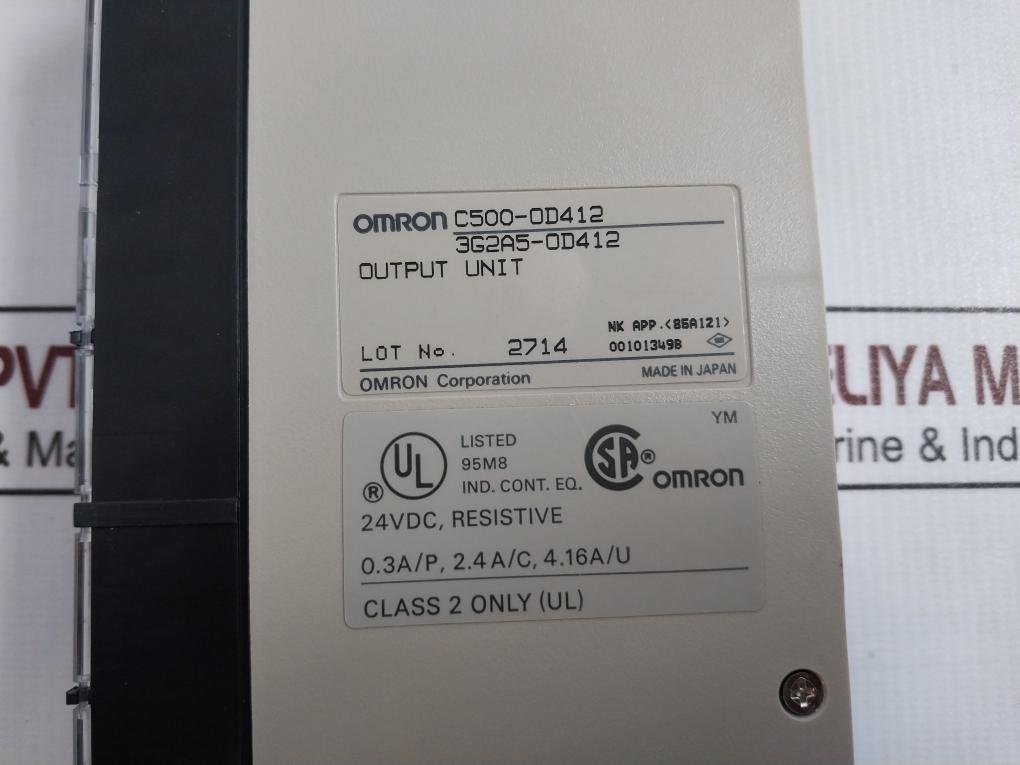 OMRON C500-OD412
3G2A5-OD412
OUTPUT UNIT
NK APP.<85A121>
LOT No. 2714 00101349B
OMRON Corporation MADE IN JAPAN
YM
UL ® LISTED
95M8
IND. CONT. EQ.
SA ® OMRON
24VDC, RESISTIVE
0.3A/P, 2.4A/C, 4.16A/U
CLASS 2 ONLY (UL)
PVT
& Ma
ELIYA M
rine & Ind